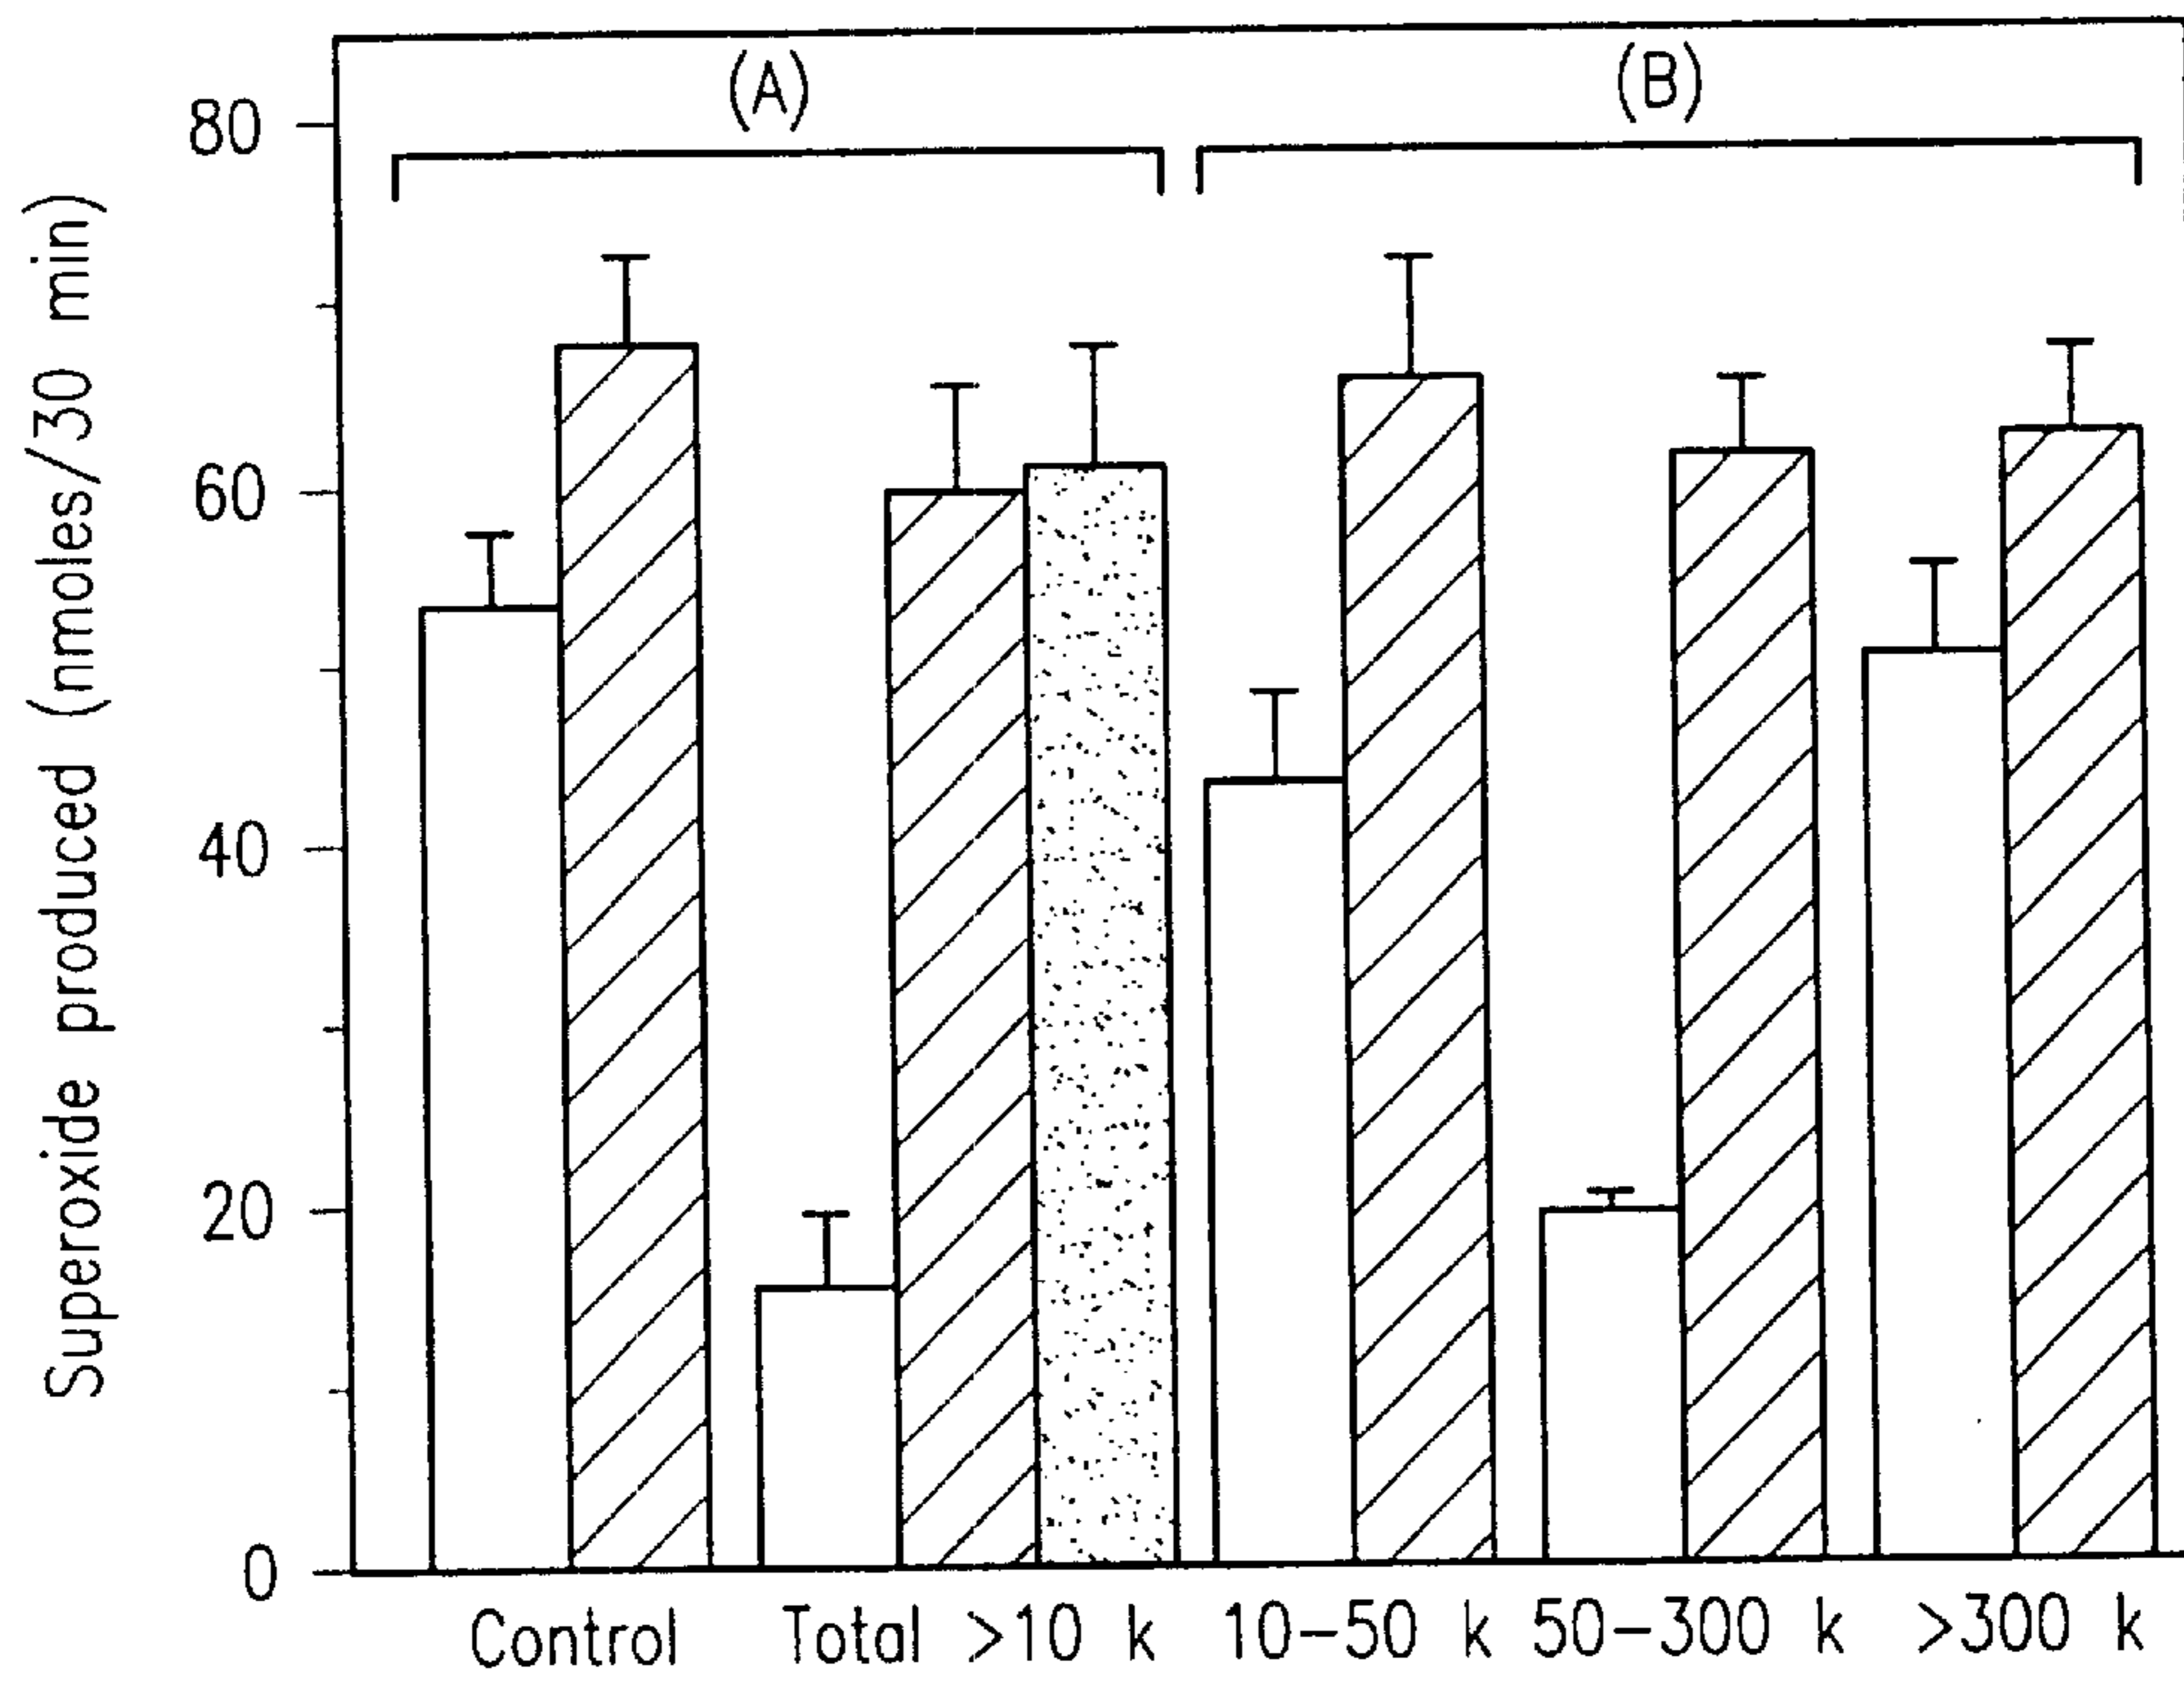 (A)
(B)
80
60
40
20
0
Superoxide produced (nmoles/30 min)
Control
Total >10 k
10-50 k
50-300 k
>300 k